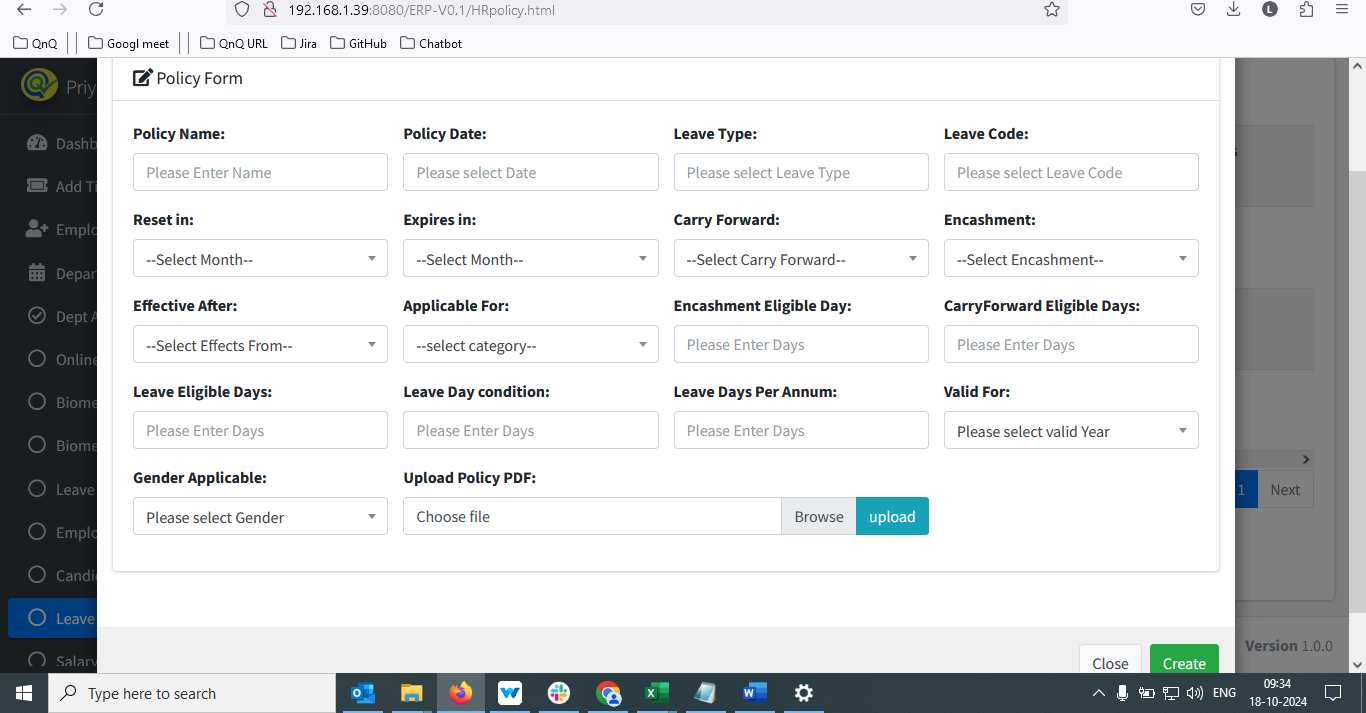 192.168.1.39:8080/ERP-V0.1/HRpolicy.html
L
QnQ Googl meet QnQ URL Jira GitHub Chatbot
Policy Form
Policy Name: Policy Date: Leave Type: Leave Code:
Please Enter Name Please select Date Please select Leave Type Please select Leave Code
Reset in: Expires in: Carry Forward: Encashment:
--Select Month-- --Select Month-- --Select Carry Forward-- --Select Encashment--
Effective After: Applicable For: Encashment Eligible Day: CarryForward Eligible Days:
--Select Effects From-- --select category-- Please Enter Days Please Enter Days
Leave Eligible Days: Leave Day condition: Leave Days Per Annum: Valid For:
Please Enter Days Please Enter Days Please Enter Days Please select valid Year
Gender Applicable: Upload Policy PDF:
Please select Gender Choose file Browse upload
Close Create
Priy
Dashb
Add Ti
Emplo
Depar
Dept A
Online
Biome
Biome
Leave
Emplo
Candi
Leave
Salary
1 Next
Version 1.0.0
Type here to search
ENG
09:34
18-10-2024